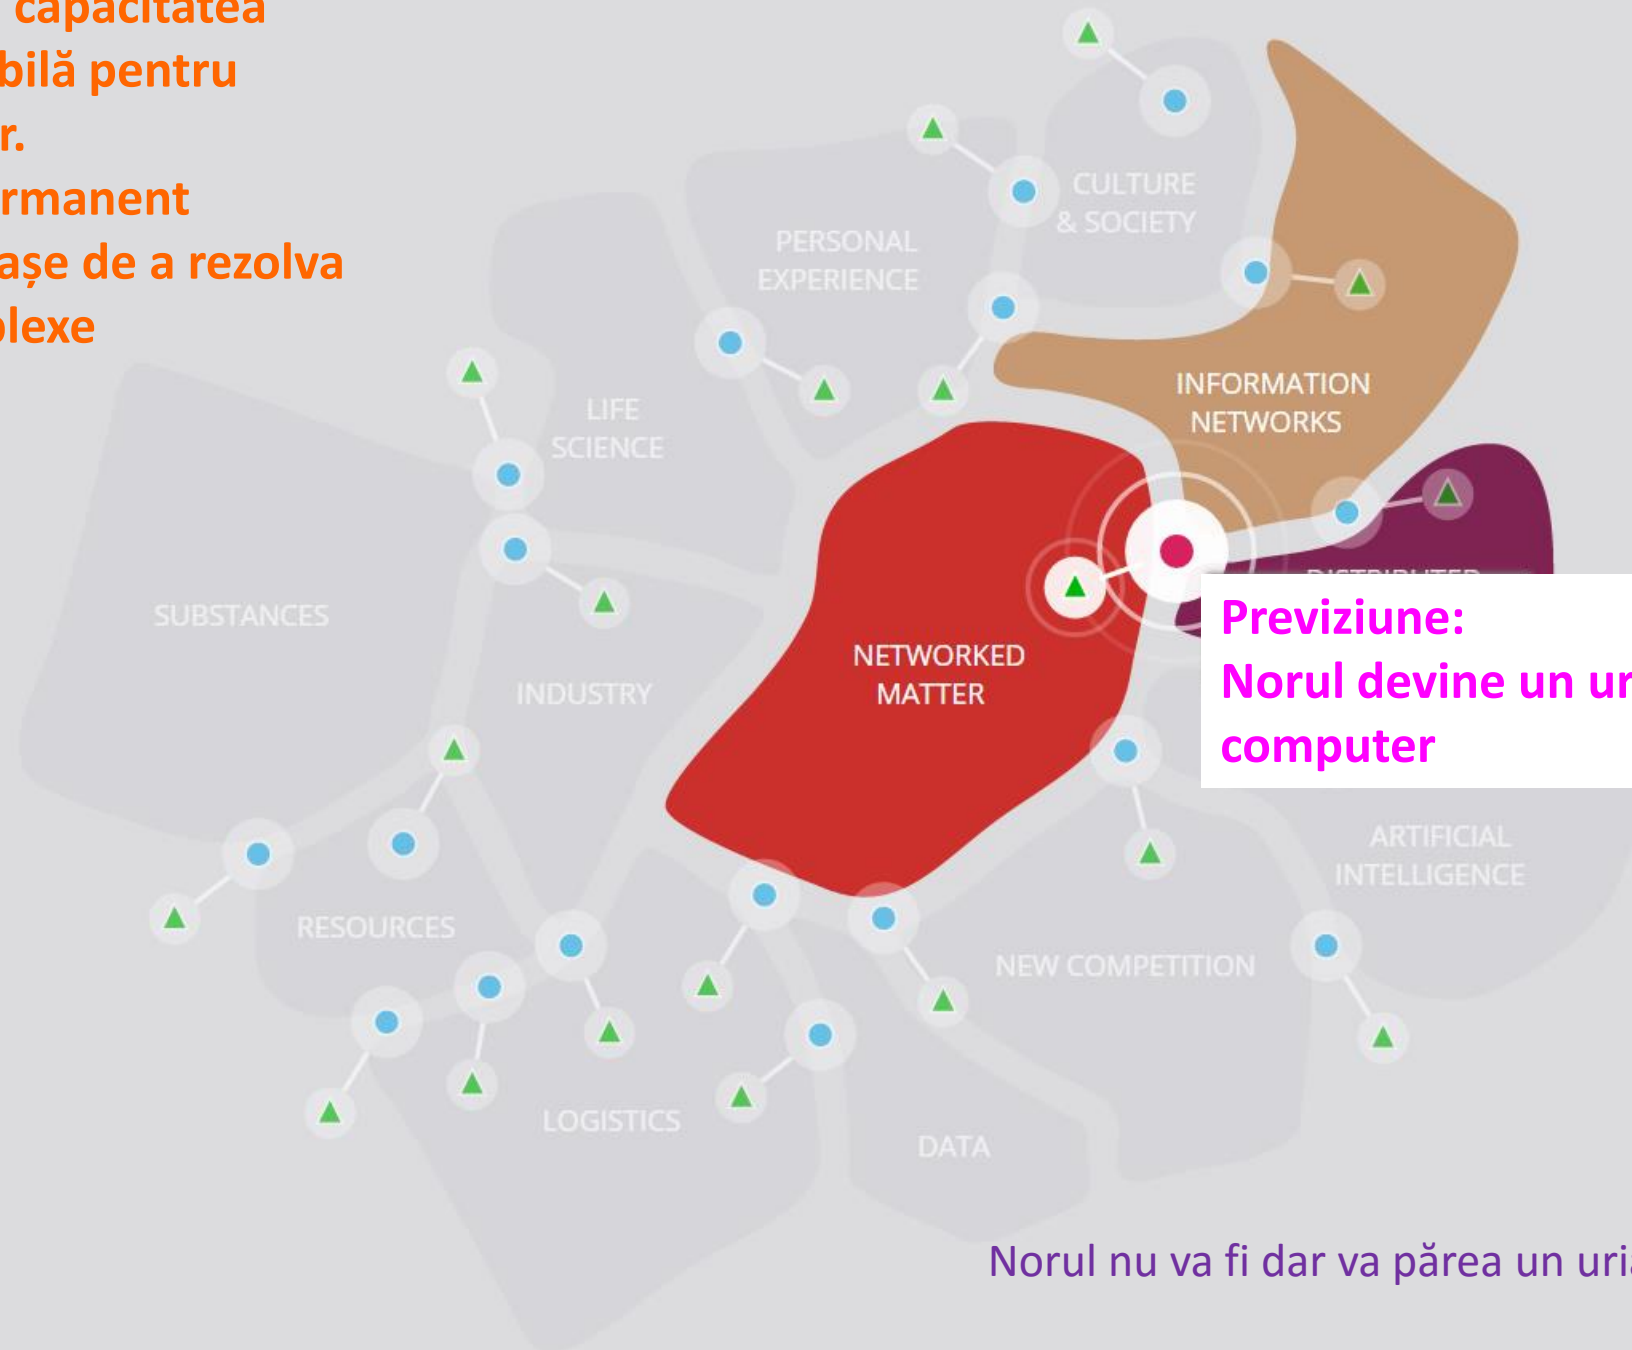 capacitatea
bilă pentru
r.
rmanent
așe de a rezolva
plexe
CULTURE
& SOCIETY
PERSONAL
EXPERIENCE
INFORMATION
NETWORKS
LIFE
SCIENCE
SUBSTANCES
INDUSTRY
NETWORKED
MATTER
Previziune:
Norul devine un ur
computer
ARTIFICIAL
INTELLIGENCE
RESOURCES
NEW COMPETITION
LOGISTICS
DATA
Norul nu va fi dar va părea un uri